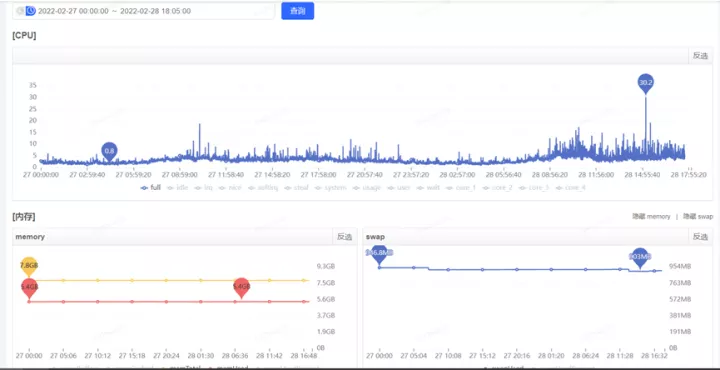 2022-02-27 00:00:00 ~ 2022-02-28 18:05:00 查询
[CPU]
反选
35
30
25
20
15
10
5
0
30.2
0.8
27 00:00:00 27 02:59:40 27 05:59:20 27 08:59:00 27 11:58:40 27 14:58:20 27 17:58:00 27 20:57:40 27 23:57:20 28 02:57:00 28 05:56:40 28 08:56:20 28 11:56:00 28 14:55:40 28 17:55:20
full idle hiq nice softirq steal system usage user wait core_1 core_2 core_3 core_4
[内存] 隐藏 memory | 隐藏 swap
memory 反选
7.8GB
5.4GB
5.4GB
9.3GB
7.5GB
5.6GB
3.7GB
1.9GB
0B
27 00:00 27 05:06 27 10:12 27 15:18 27 20:24 28 01:30 28 06:36 28 11:42 28 16:48
swap 反选
903MB
954MB
763MB
572MB
381MB
191MB
0B
27 00:00 27 05:04 27 10:08 27 15:12 27 20:16 28 01:20 28 06:24 28 11:28 28 16:32